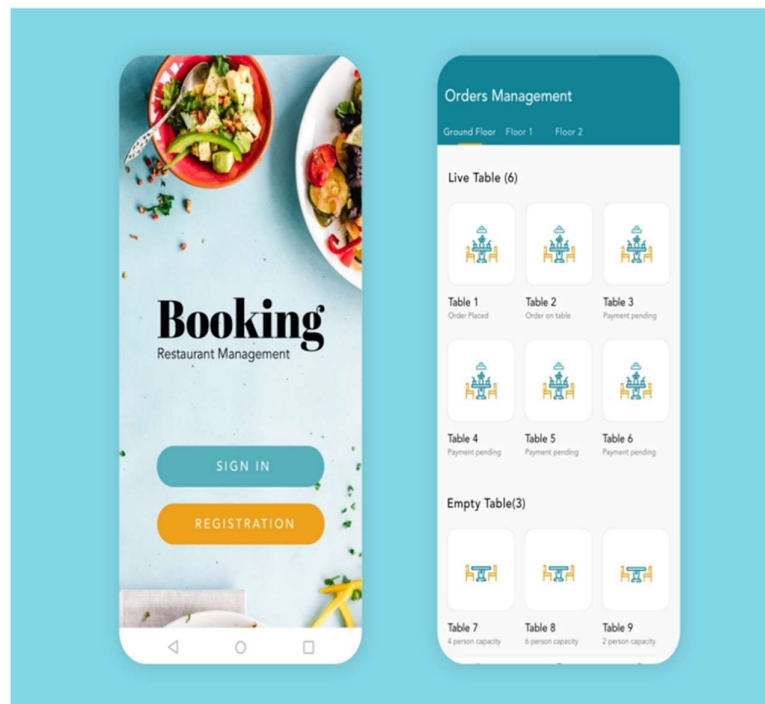 Booking
Restaurant Management
SIGN IN
REGISTRATION
Orders Management
Ground Floor Floor 1 Floor 2
Live Table (6)
Table 1 Table 2 Table 3
Order Placed Order on table Payment pending
Table 4 Table 5 Table 6
Payment pending Payment pending Payment pending
Empty Table(3)
Table 7 Table 8 Table 9
4 person capacity 6 person capacity 2 person capacity